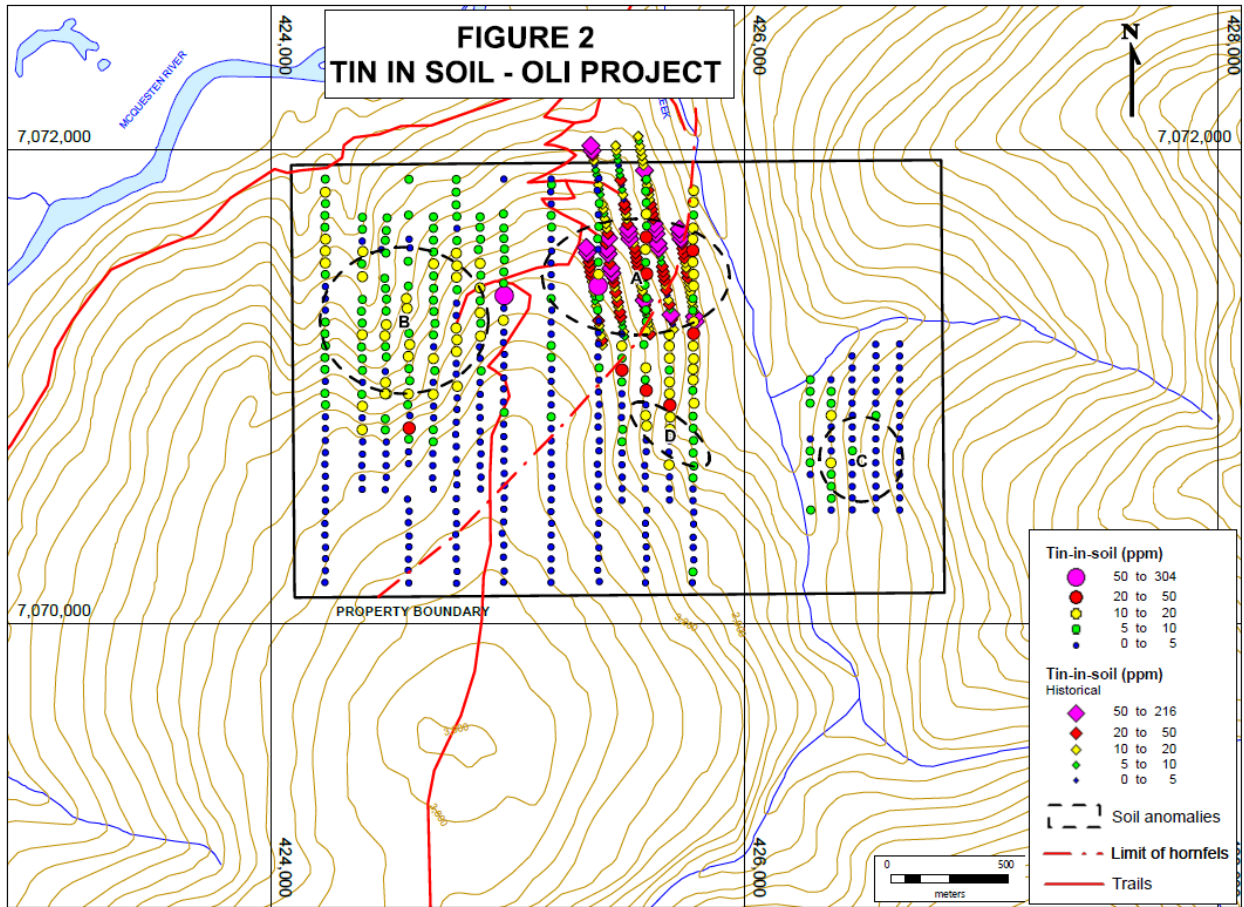 FIGURE 2
TIN IN SOIL - OLI PROJECT
424,000
426,000
428,000
N
MCQUESTEN RIVER
EEK
7,072,000
7,072,000
A
B
D
C
7,070,000
PROPERTY BOUNDARY
3,000
Tin-in-soil (ppm)
50 to 304
20 to 50
10 to 20
5 to 10
0 to 5
Tin-in-soil (ppm)
Historical
50 to 216
20 to 50
10 to 20
5 to 10
0 to 5
Soil anomalies
Limit of hornfels
Trails
0 500
meters
424,000
426,000